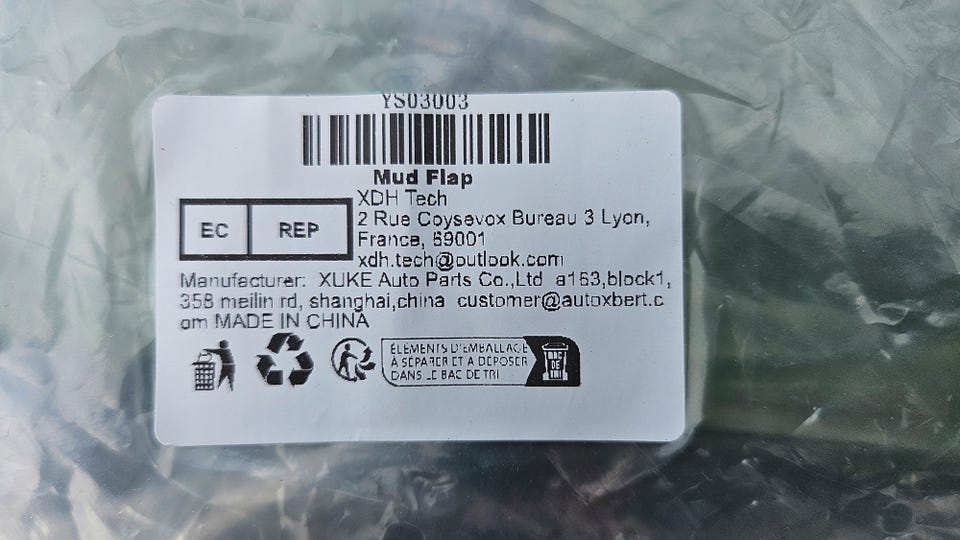 YS03003
Mud Flap
EC REP
XDH Tech
2 Rue Coysevox Bureau 3 Lyon,
France, 69001
xdh.tech@outlook.com
Manufacturer: XUKE Auto Parts Co.,Ltd a163,block1,
358 meilin rd, shanghai,china customer@autoxbert.c
om MADE IN CHINA
ÉLÉMENTS D'EMBALLAGE
À SÉPARER ET À DÉPOSER
DANS LE BAC DE TRI
BAC
DE
TRI